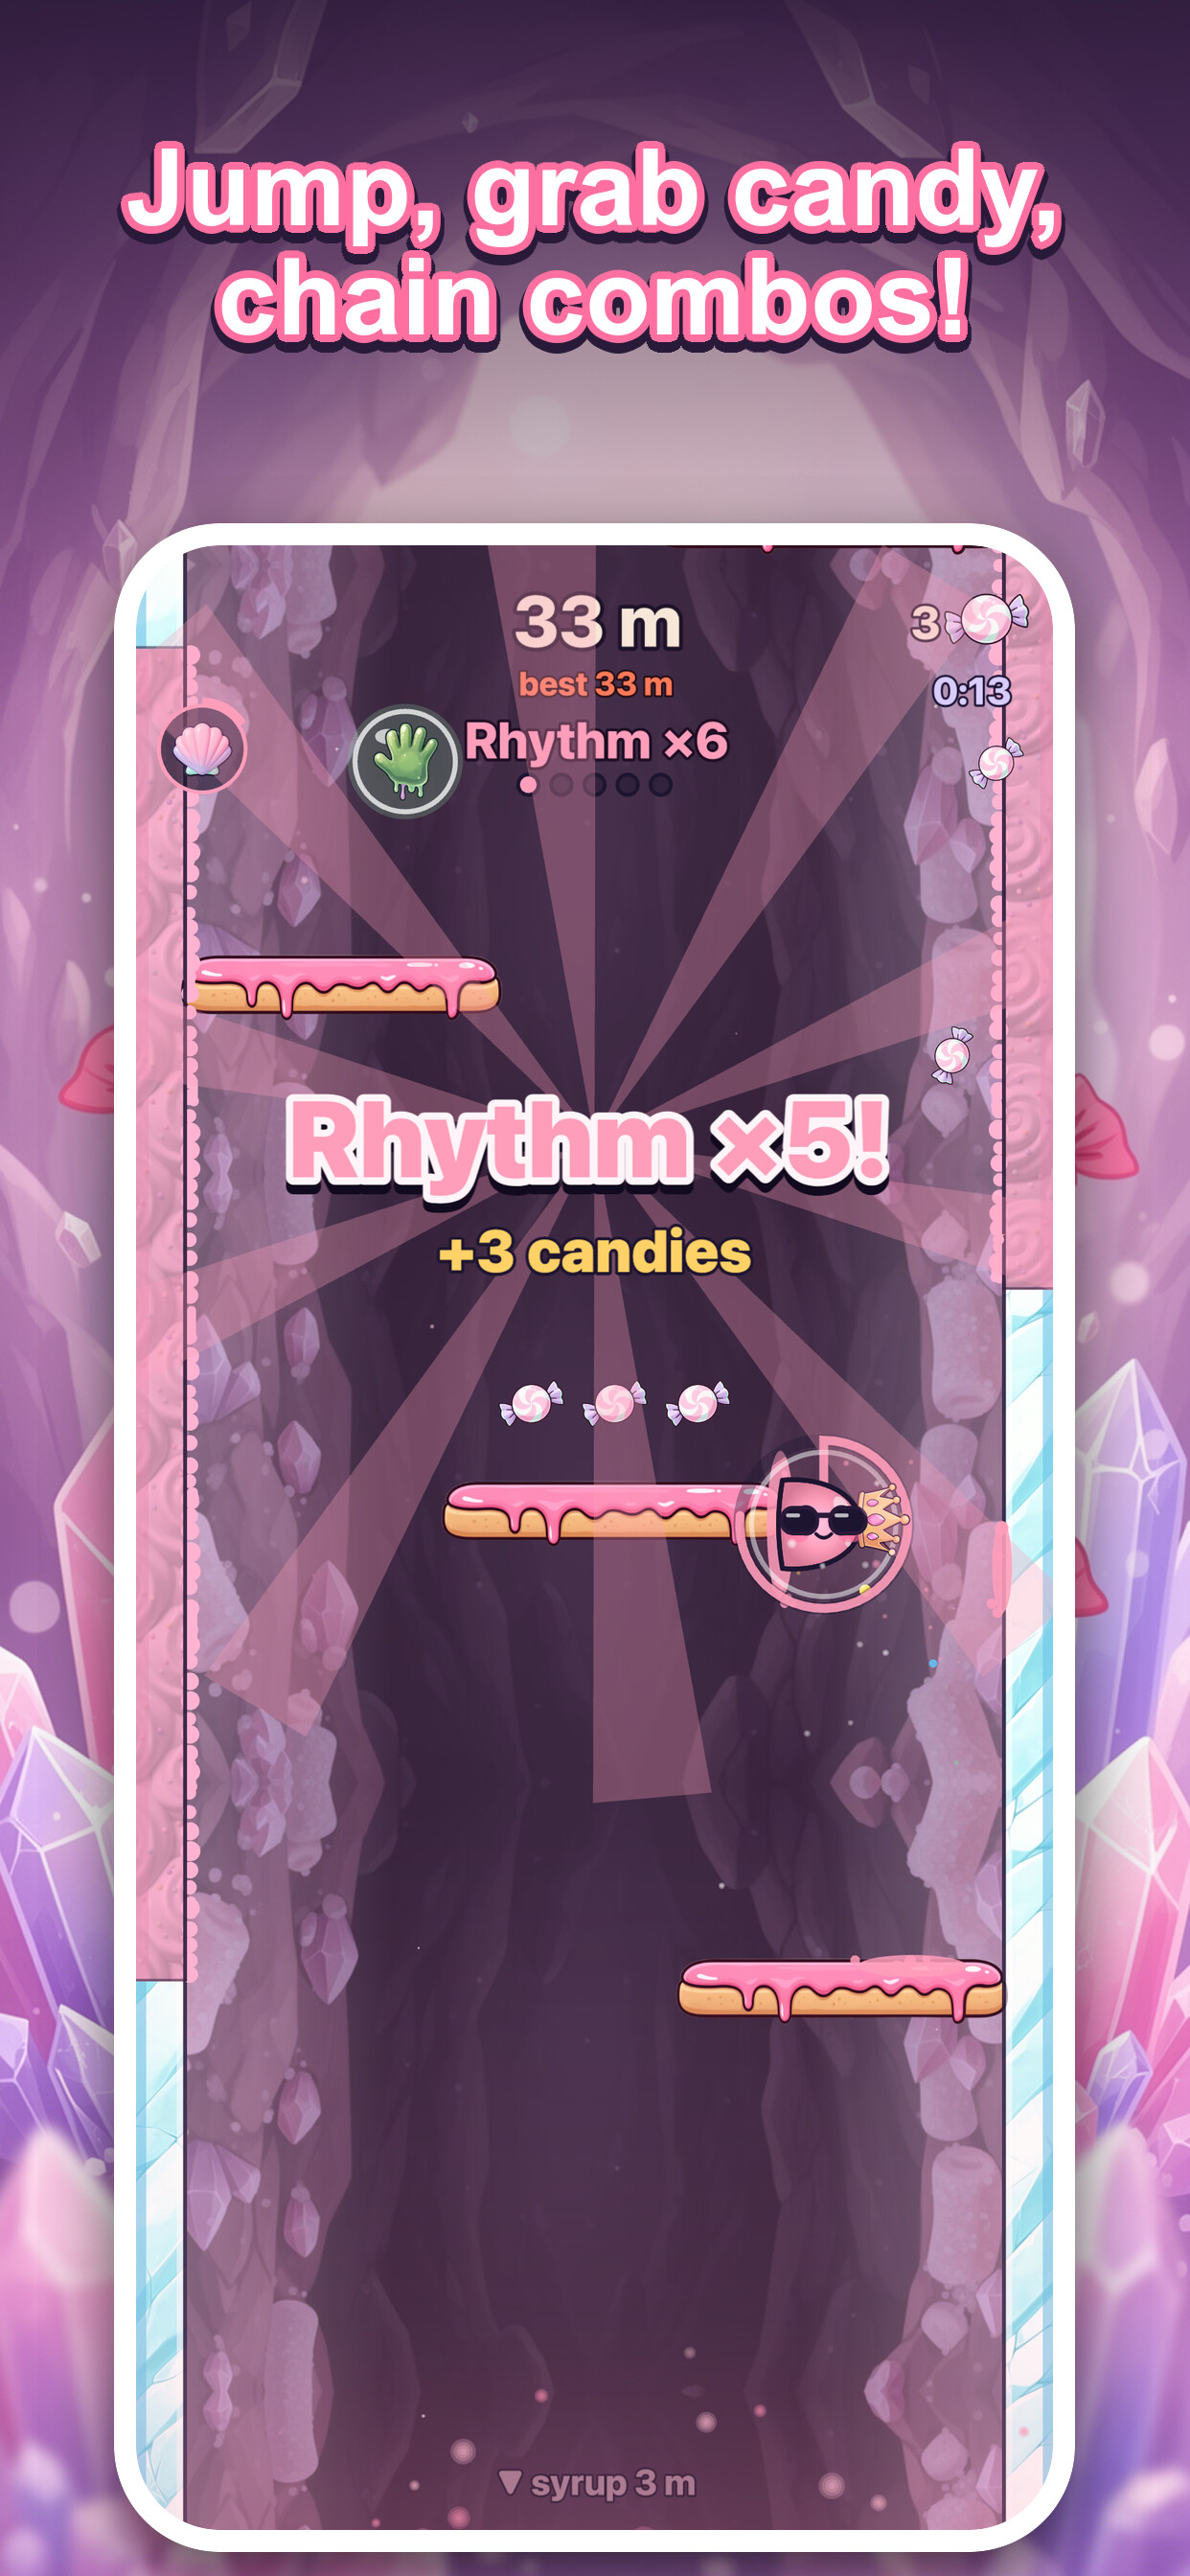 Jump, grab candy,
chain combos!
33 m
3
best 33 m
0:13
Rhythm ×6
Rhythm ×5!
+3 candies
▼ syrup 3 m